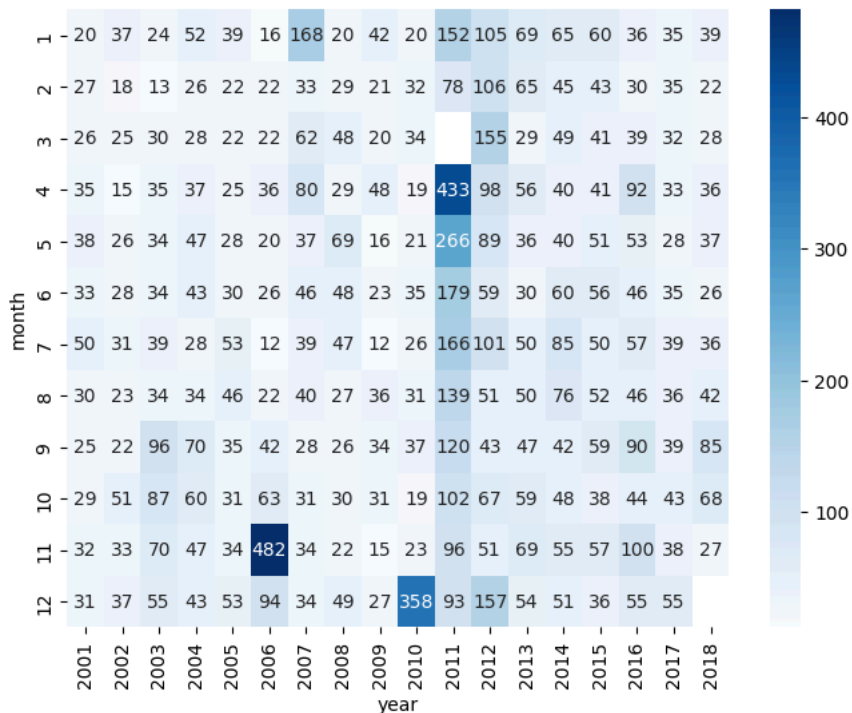 1 20 37 24 52 39 16 168 20 42 20 152 105 69 65 60 36 35 39
2 27 18 13 26 22 22 33 29 21 32 78 106 65 45 43 30 35 22
3 26 25 30 28 22 22 62 48 20 34 155 29 49 41 39 32 28
4 35 15 35 37 25 36 80 29 48 19 433 98 56 40 41 92 33 36
5 38 26 34 47 28 20 37 69 16 21 266 89 36 40 51 53 28 37
6 33 28 34 43 30 26 46 48 23 35 179 59 30 60 56 46 35 26
7 50 31 39 28 53 12 39 47 12 26 166 101 50 85 50 57 39 36
8 30 23 34 34 46 22 40 27 36 31 139 51 50 76 52 46 36 42
9 25 22 96 70 35 42 28 26 34 37 120 43 47 42 59 90 39 85
10 29 51 87 60 31 63 31 30 31 19 102 67 59 48 38 44 43 68
11 32 33 70 47 34 482 34 22 15 23 96 51 69 55 57 100 38 27
12 31 37 55 43 53 94 34 49 27 358 93 157 54 51 36 55 55
month
2001 2002 2003 2004 2005 2006 2007 2008 2009 2010 2011 2012 2013 2014 2015 2016 2017 2018
year
400
300
200
100